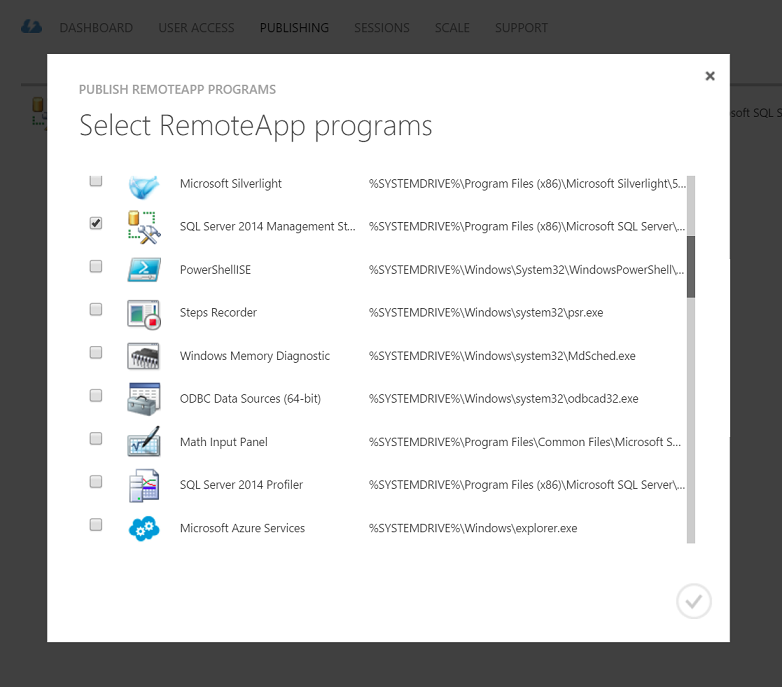 DASHBOARD USER ACCESS PUBLISHING SESSIONS SCALE SUPPORT
PUBLISH REMOTEAPP PROGRAMS
Select RemoteApp programs
soft SQL S
Microsoft Silverlight %SYSTEMDRIVE%\Program Files (x86)\Microsoft Silverlight\5...
SQL Server 2014 Management St... %SYSTEMDRIVE%\Program Files (x86)\Microsoft SQL Server\...
PowerShellISE %SYSTEMDRIVE%\Windows\System32\WindowsPowerShell\...
Steps Recorder %SYSTEMDRIVE%\Windows\system32\psr.exe
Windows Memory Diagnostic %SYSTEMDRIVE%\Windows\system32\MdSched.exe
ODBC Data Sources (64-bit) %SYSTEMDRIVE%\Windows\system32\odbcad32.exe
Math Input Panel %SYSTEMDRIVE%\Program Files\Common Files\Microsoft S...
SQL Server 2014 Profiler %SYSTEMDRIVE%\Program Files (x86)\Microsoft SQL Server\...
Microsoft Azure Services %SYSTEMDRIVE%\Windows\explorer.exe